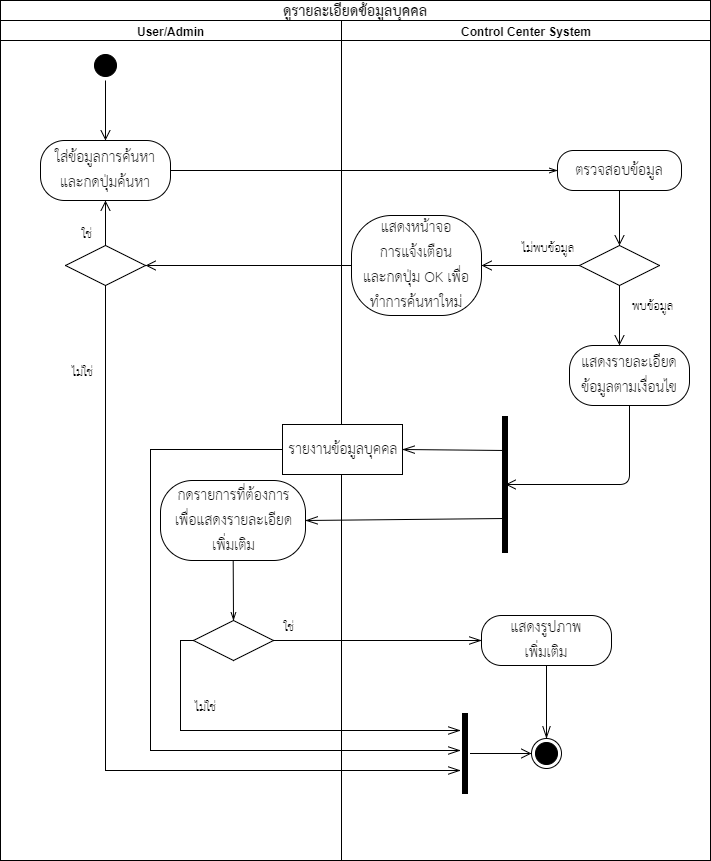 ดูรายละเอียดข้อมูลบุคคล
User/Admin
Control Center System
ใส่ข้อมูลการค้นหา
และกดปุ่มค้นหา
ตรวจสอบข้อมูล
ใช่
แสดงหน้าจอ
การแจ้งเตือน
และกดปุ่ม OK เพื่อ
ทำการค้นหาใหม่
ไม่พบข้อมูล
พบข้อมูล
ไม่ใช่
แสดงรายละเอียด
ข้อมูลตามเงื่อนไข
รายงานข้อมูลบุคคล
กดรายการที่ต้องการ
เพื่อแสดงรายละเอียด
เพิ่มเติม
ใช่
แสดงรูปภาพ
เพิ่มเติม
ไม่ใช่